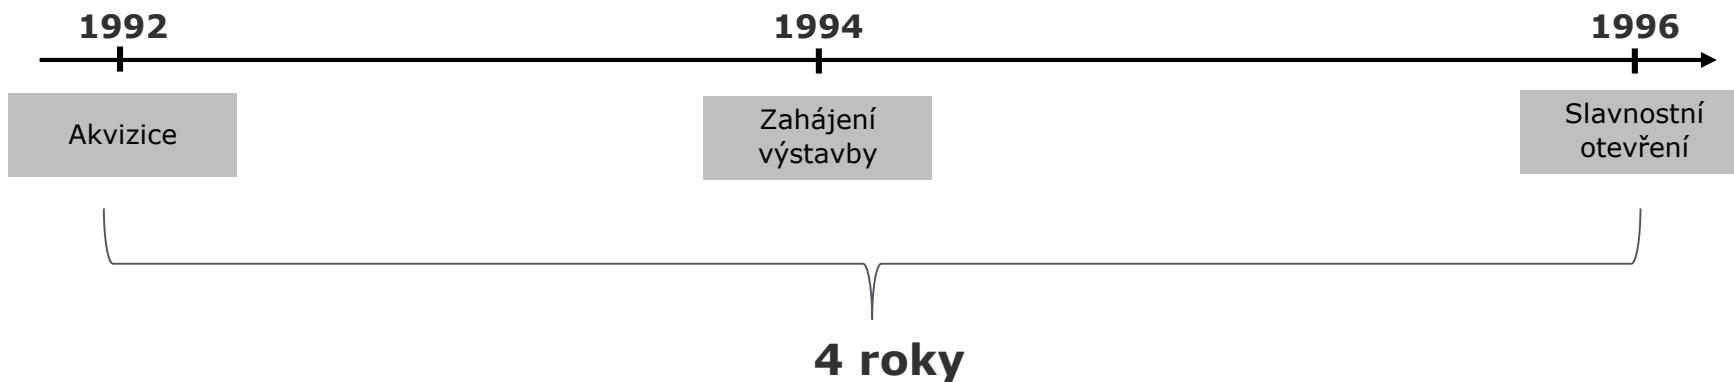 1992
1994
1996
Akvizice
Zahájení
výstavby
Slavnostní
otevření
4 roky